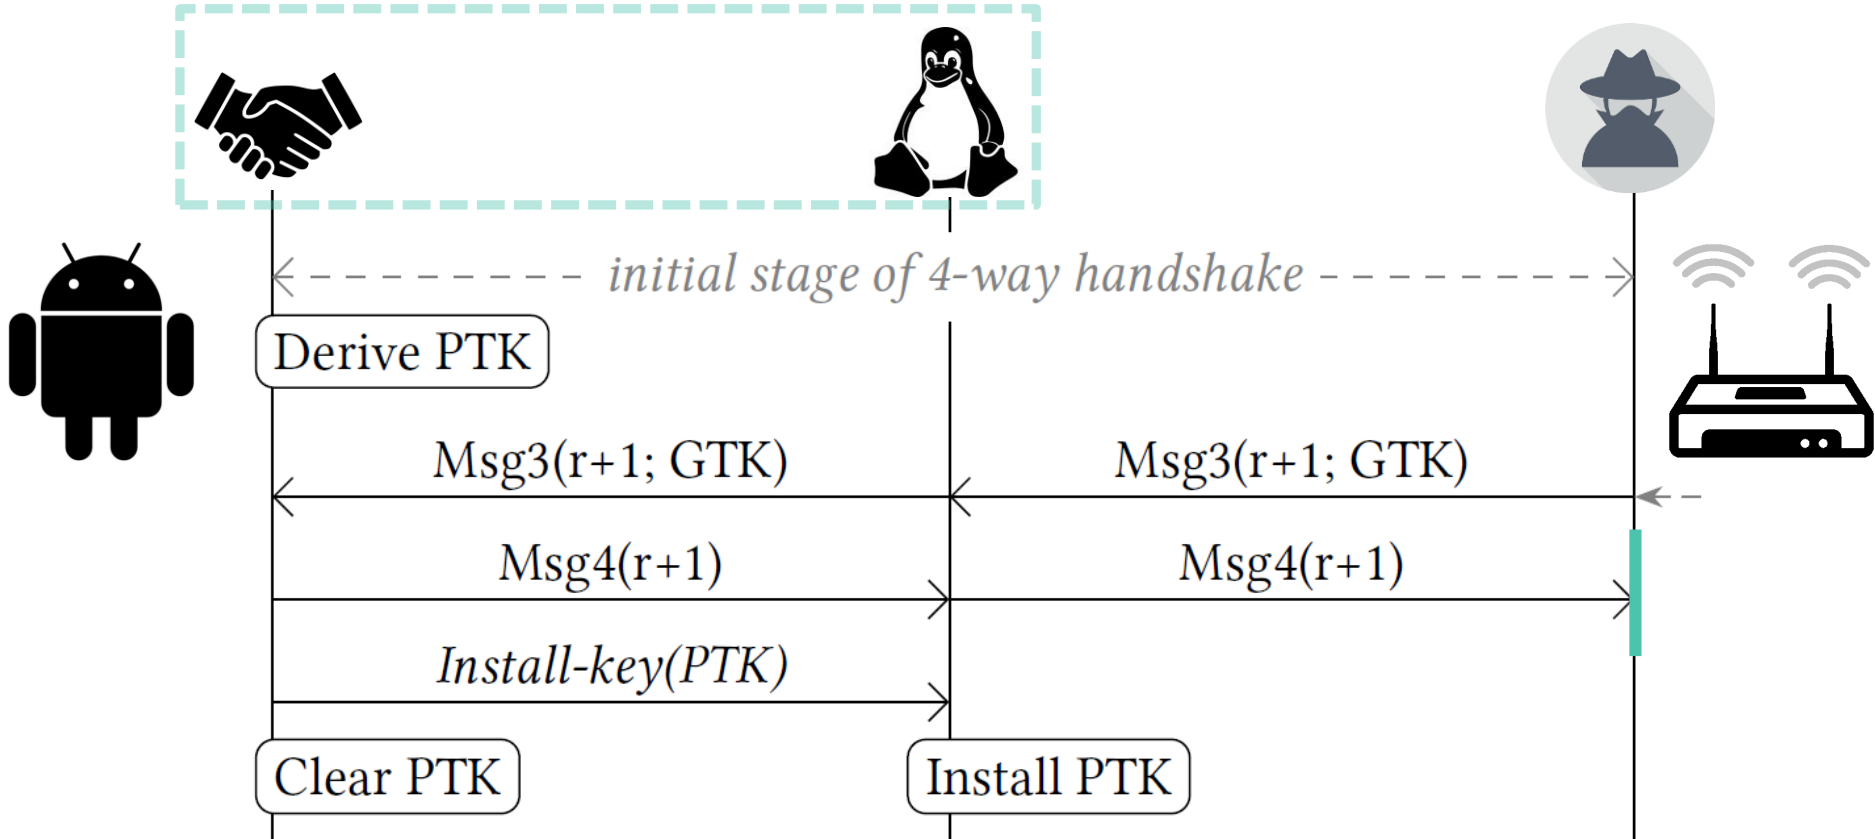 initial stage of 4-way handshake
Derive PTK
Msg3(r+1; GTK)
Msg3(r+1; GTK)
Msg4(r+1)
Msg4(r+1)
Install-key(PTK)
Clear PTK
Install PTK